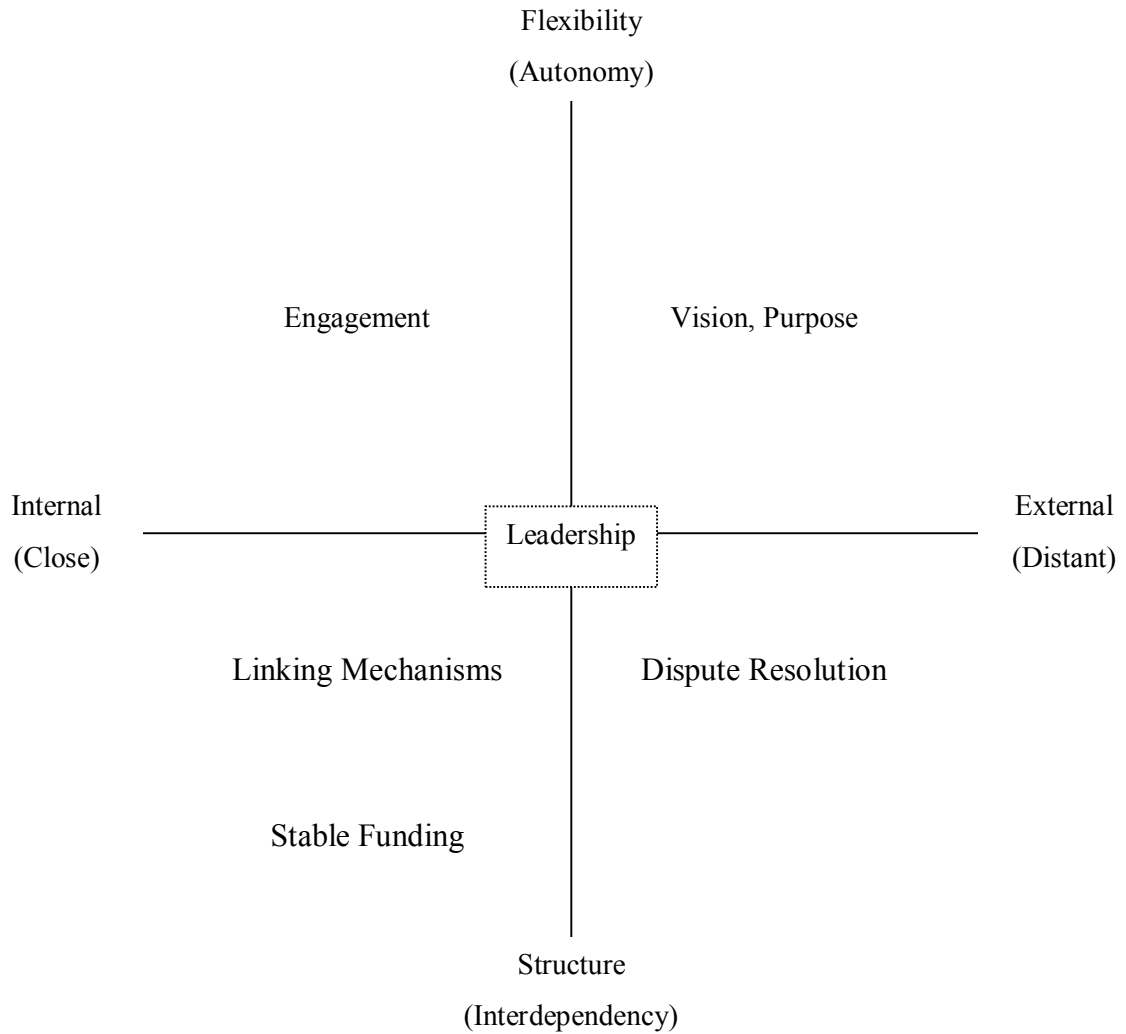 Flexibility
(Autonomy)
Engagement
Vision, Purpose
Internal
(Close)
Leadership
External
(Distant)
Linking Mechanisms
Dispute Resolution
Stable Funding
Structure
(Interdependency)